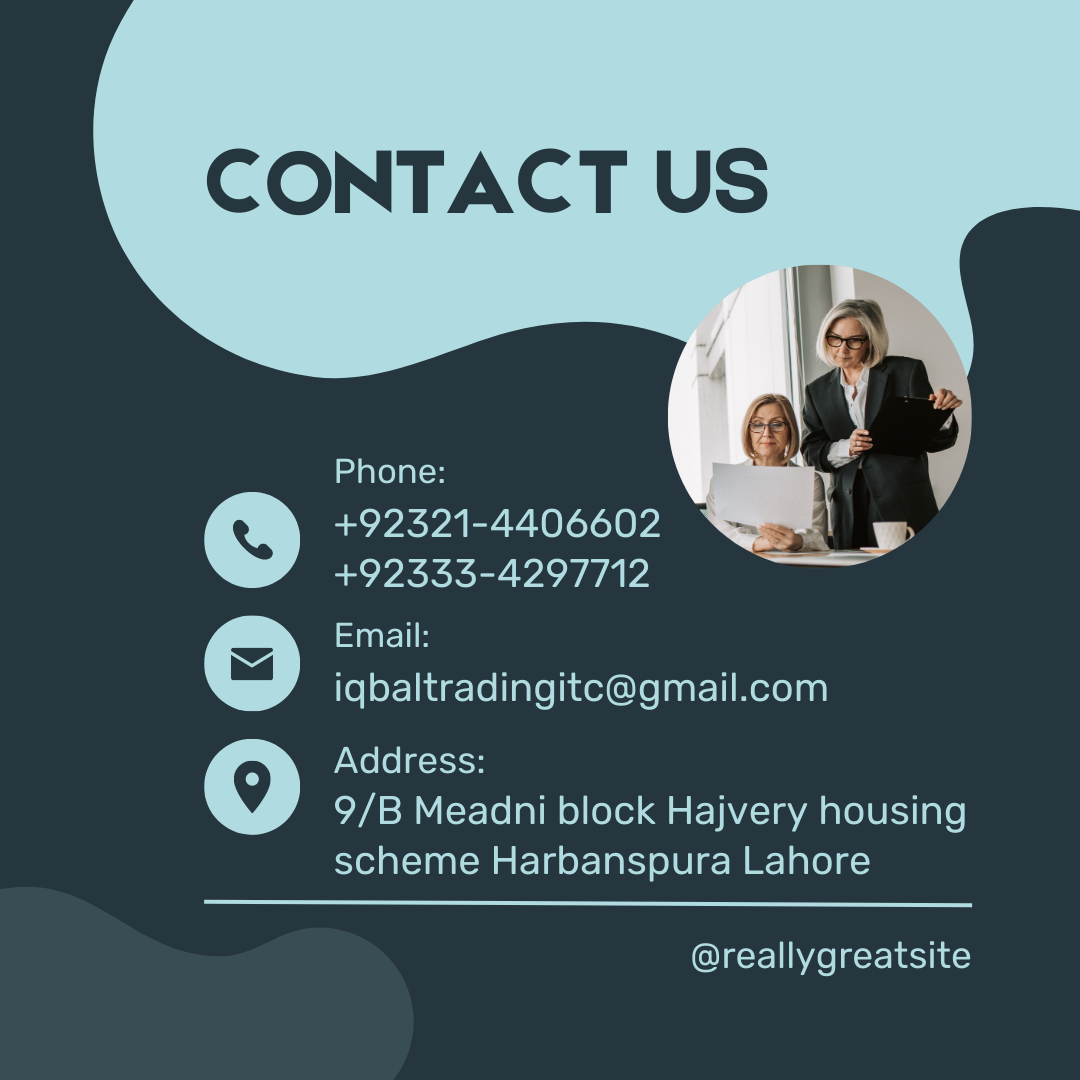 CONTACT US
Phone:
+92321-4406602
+92333-4297712
Email:
iqbaltradingitc@gmail.com
Address:
9/B Meadni block Hajvery housing
scheme Harbanspura Lahore
@reallygreatsite